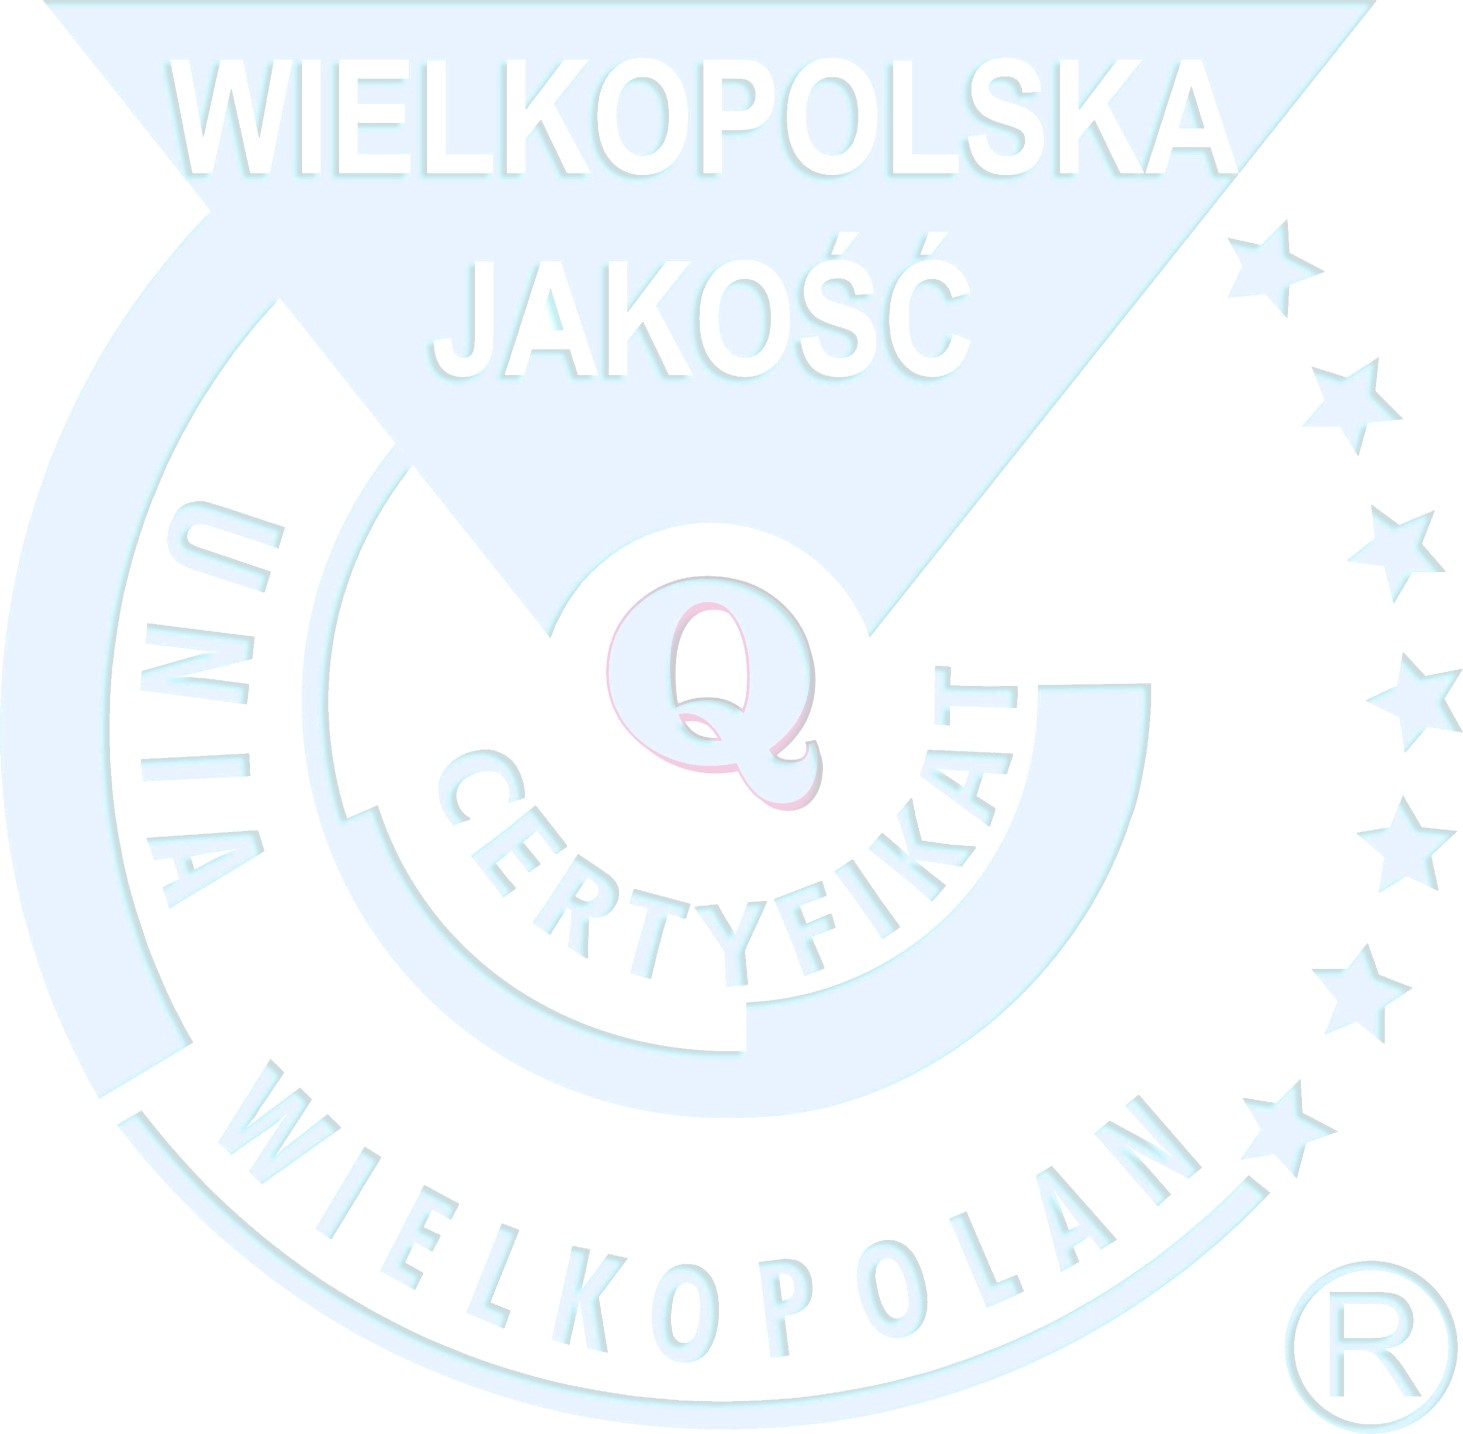 WIELKOPOLSKA
JAKOŚĆ
Q
CERTYFIKAT
UNIA
WIELKOPOLAN
®